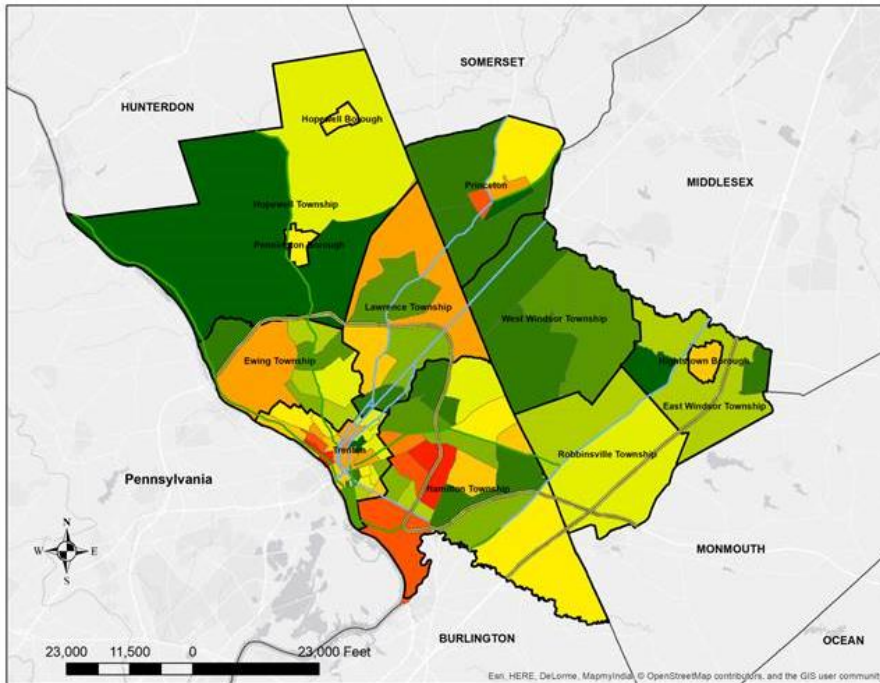 SOMERSET
HUNTERDON
Hopewell Borough
MIDDLESEX
Princeton
Hopewell Township
Pennington Borough
Lawrence Township
West Windsor Township
Ewing Township
Hightstown Borough
East Windsor Township
Trenton
Robbinsville Township
Pennsylvania
Hamilton Township
N
W E
S
MONMOUTH
BURLINGTON
OCEAN
23,000 11,500 0 23,000 Feet
Esri, HERE, DeLorme, MapmyIndia, © OpenStreetMap contributors, and the GIS user community